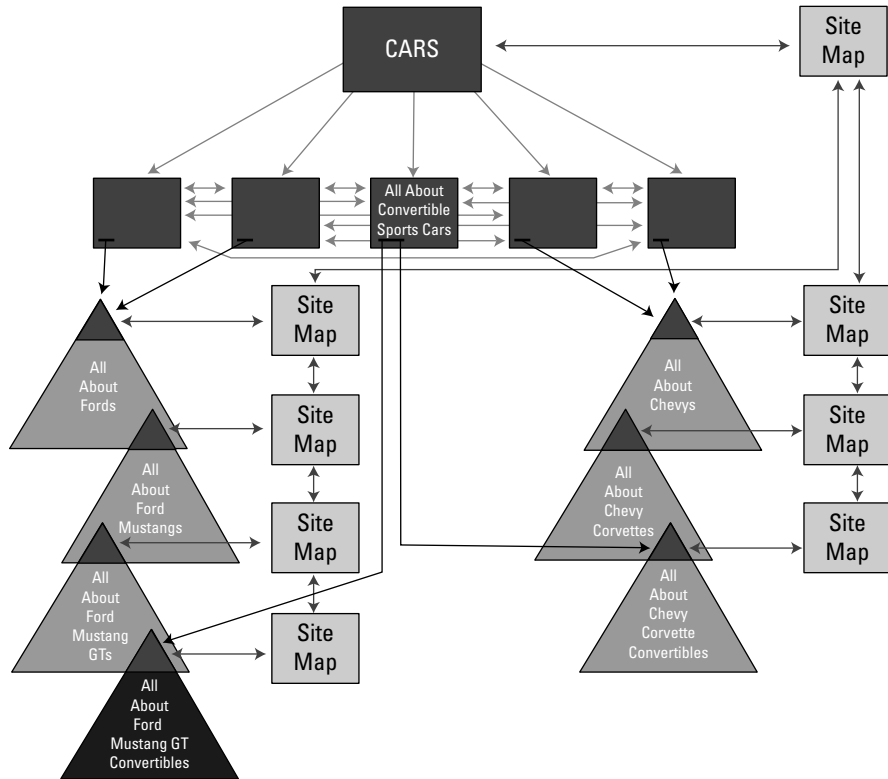 CARS
Site
Map
All About
Convertible
Sports Cars
Site
Map
Site
Map
All
About
Fords
All
About
Chevys
Site
Map
Site
Map
All
About
Ford
Mustangs
All
About
Chevy
Corvettes
Site
Map
Site
Map
All
About
Ford
Mustang
GTs
All
About
Chevy
Corvette
Convertibles
Site
Map
All
About
Ford
Mustang GT
Convertibles